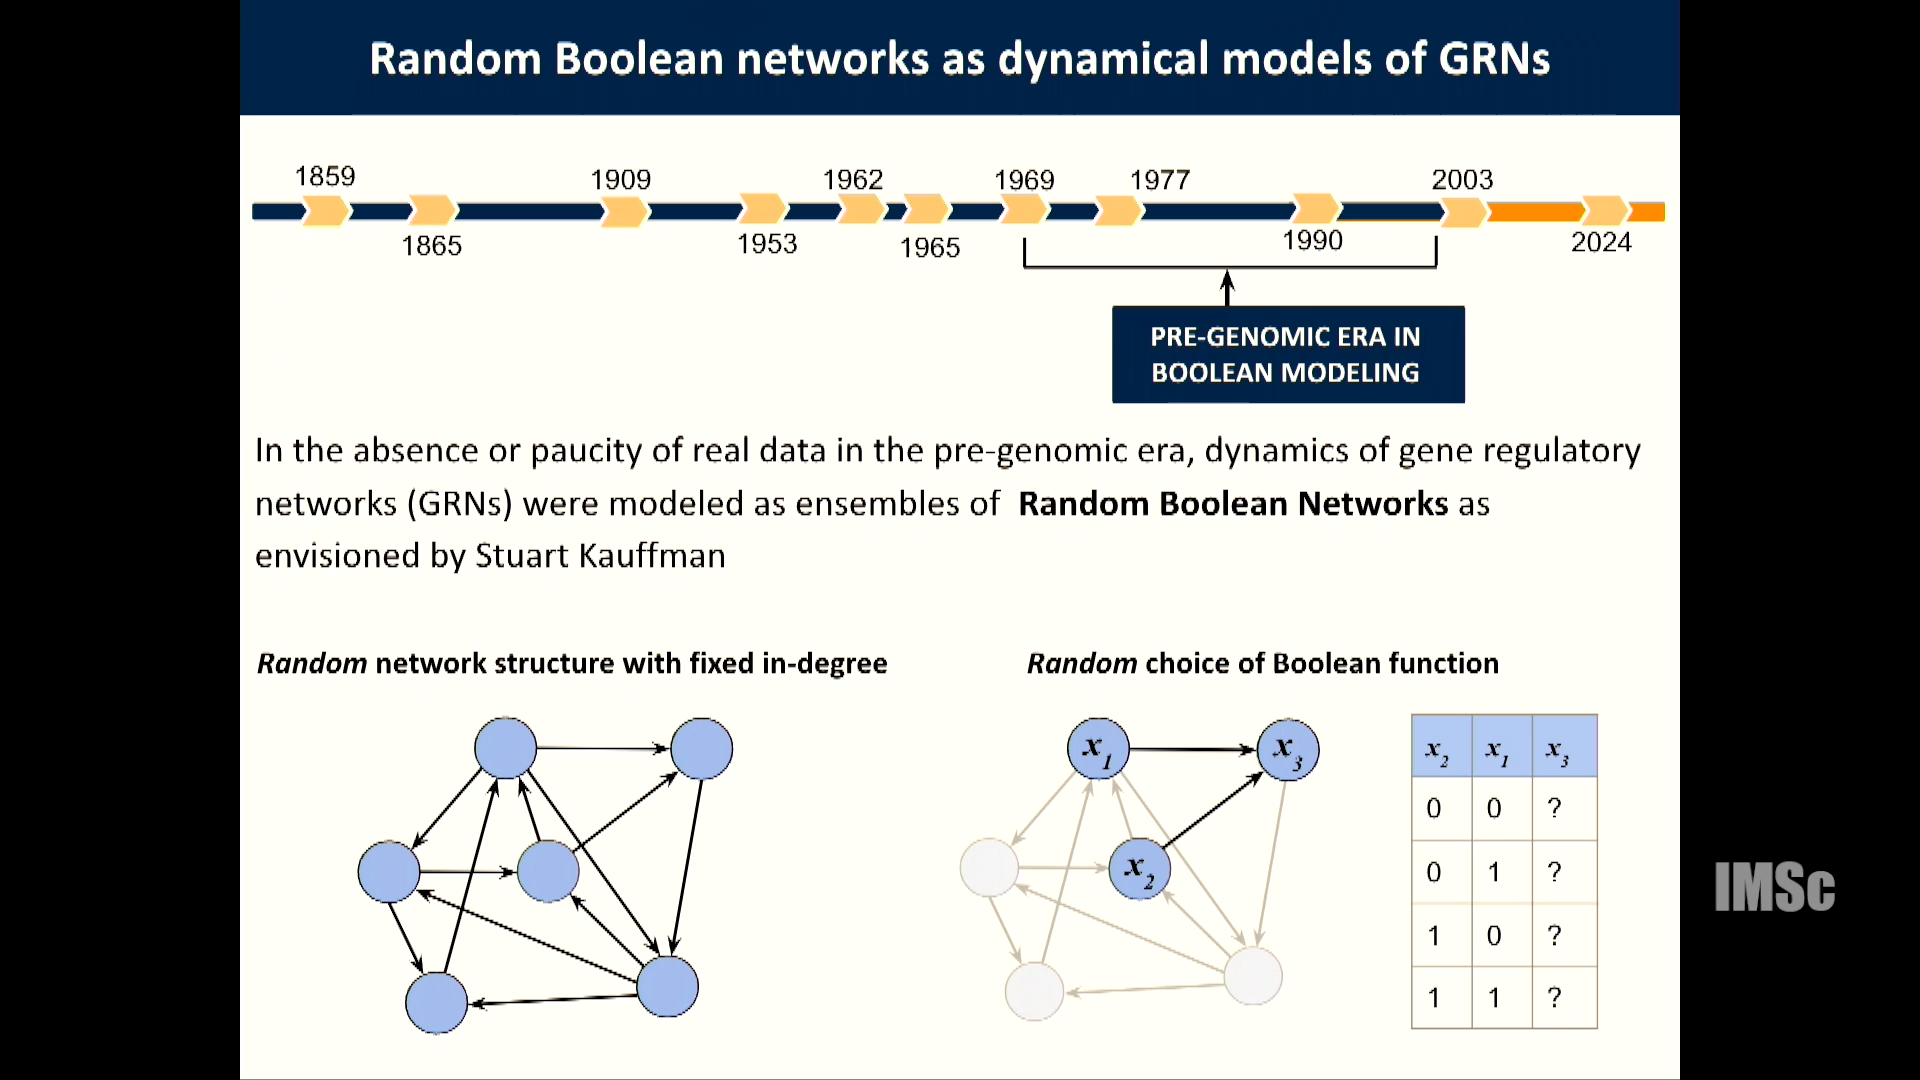 Random Boolean networks as dynamical models of GRNs
1859 1909 1962 1969 1977 2003
1865 1953 1965 1990 2024
PRE-GENOMIC ERA IN
BOOLEAN MODELING
In the absence or paucity of real data in the pre-genomic era, dynamics of gene regulatory
networks (GRNs) were modeled as ensembles of Random Boolean Networks as
envisioned by Stuart Kauffman
Random network structure with fixed in-degree
Random choice of Boolean function
x1 x3
x2
x2 x1 x3
0 0 ?
0 1 ?
1 0 ?
1 1 ?
IMSc